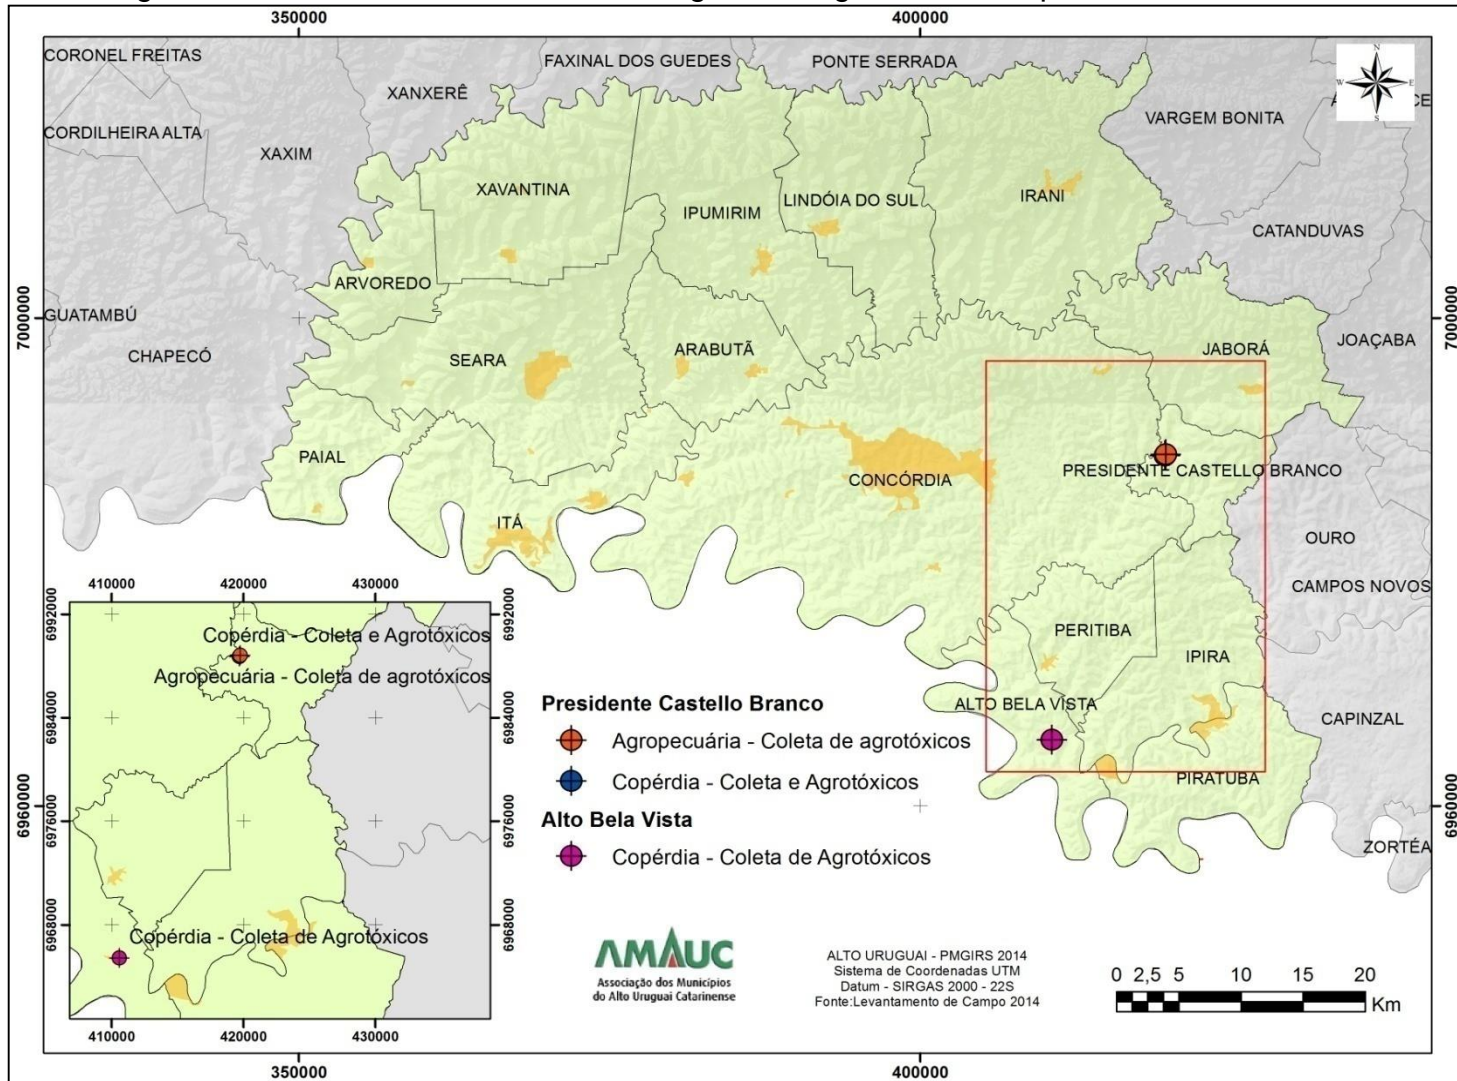 350000
400000
CORONEL FREITAS
FAXINAL DOS GUEDES
PONTE SERRADA
N
W
E
S
XANXERÊ
CORDILHEIRA ALTA
VARGEM BONITA
XAXIM
XAVANTINA
IPUMIRIM
LINDÓIA DO SUL
IRANI
CATANDUVAS
ARVOREDO
7000000
7000000
GUATAMBÚ
CHAPECÓ
SEARA
ARABUTÃ
JABORÁ
JOAÇABA
PAIAL
CONCÓRDIA
PRESIDENTE CASTELLO BRANCO
ITÁ
OURO
CAMPOS NOVOS
PERITIBA
IPIRA
ALTO BELA VISTA
CAPINZAL
PIRATUBA
6960000
6960000
ZORTÉA
410000
420000
430000
6992000
6992000
Copérdia - Coleta e Agrotóxicos
Agropecuária - Coleta de agrotóxicos
6984000
6984000
6976000
6976000
6968000
6968000
Copérdia - Coleta de Agrotóxicos
410000
420000
430000
Presidente Castello Branco
Agropecuária - Coleta de agrotóxicos
Copérdia - Coleta e Agrotóxicos
Alto Bela Vista
Copérdia - Coleta de Agrotóxicos
AMAUC
Associação dos Municípios
do Alto Uruguai Catarinense
ALTO URUGUAI - PMGIRS 2014
Sistema de Coordenadas UTM
Datum - SIRGAS 2000 - 22S
Fonte:Levantamento de Campo 2014
0 2,5 5 10 15 20
Km
350000
400000